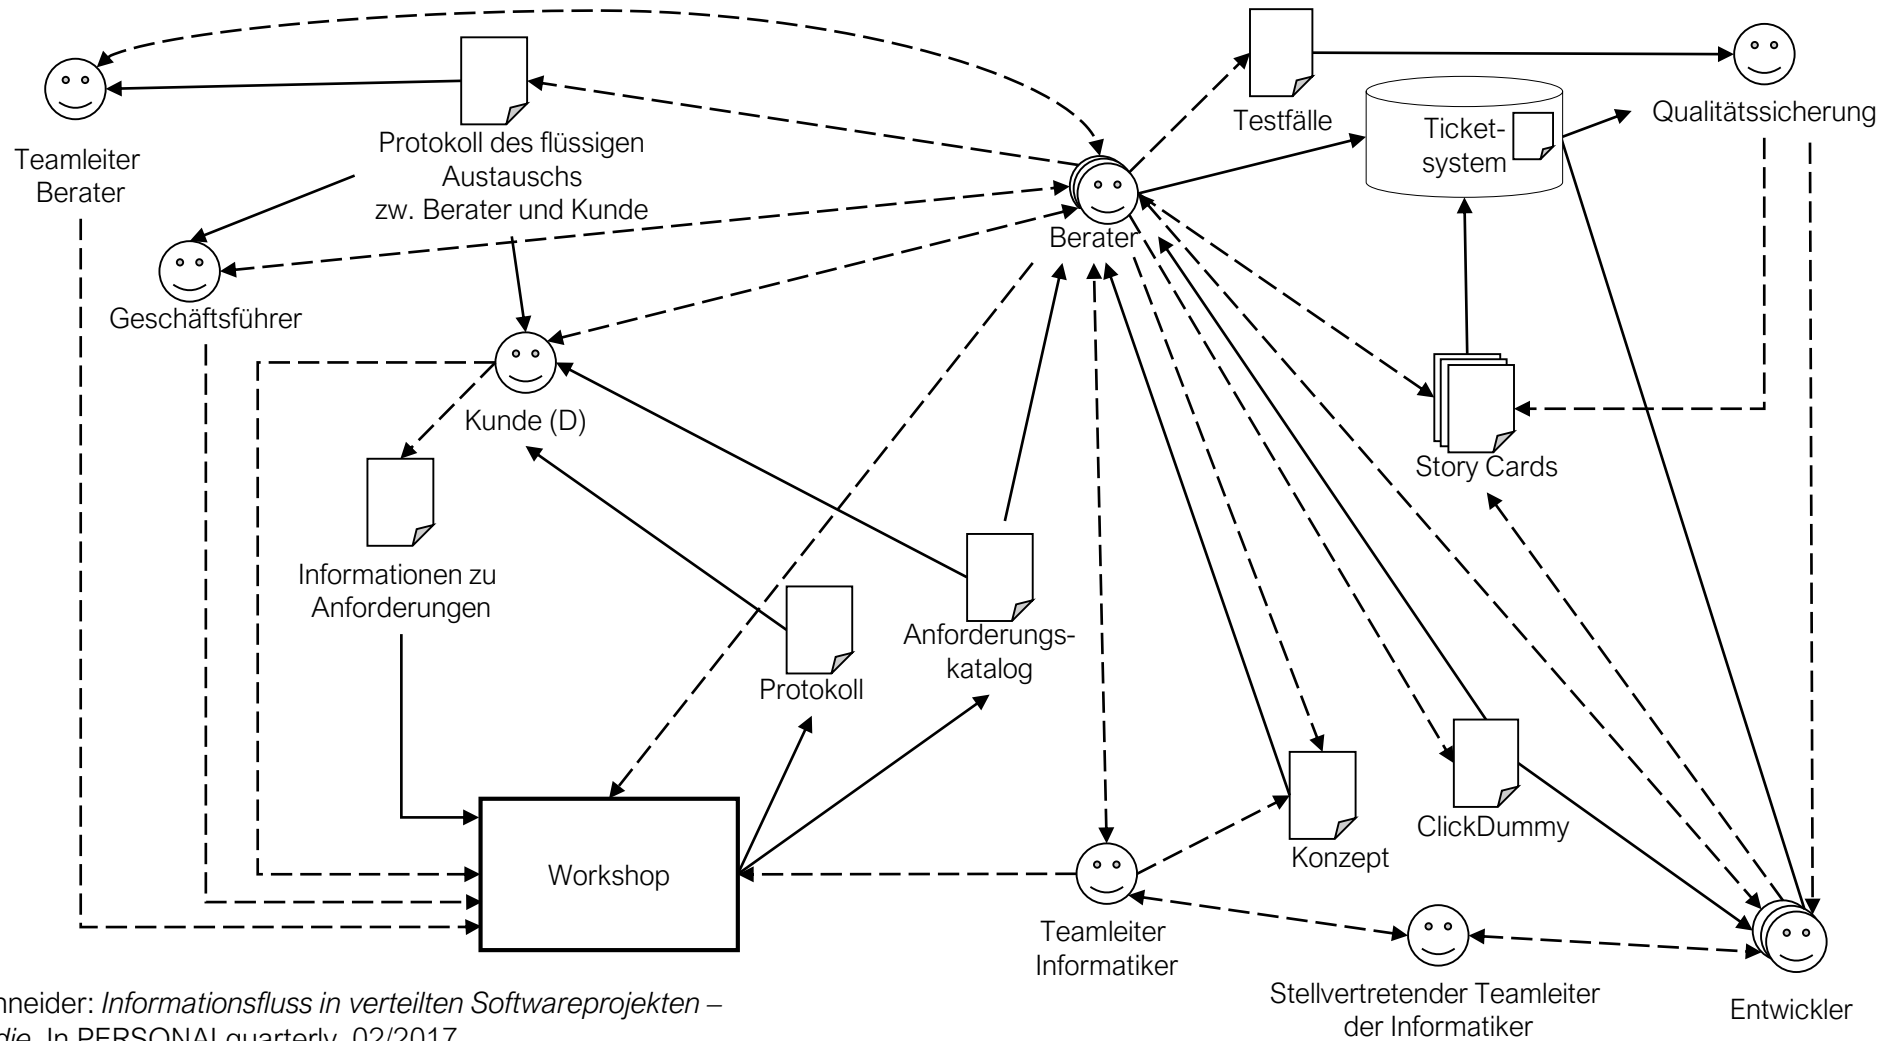 Testfälle
Qualitätssicherung
Ticket-
system
Protokoll des flüssigen
Austauschs
zw. Berater und Kunde
Teamleiter
Berater
Berater
Geschäftsführer
Kunde (D)
Story Cards
Informationen zu
Anforderungen
Anforderungs-
katalog
Protokoll
ClickDummy
Konzept
Workshop
Teamleiter
Informatiker
Stellvertretender Teamleiter
der Informatiker
Entwickler
hneider: Informationsfluss in verteilten Softwareprojekten –
die. In PERSONALquarterly, 02/2017